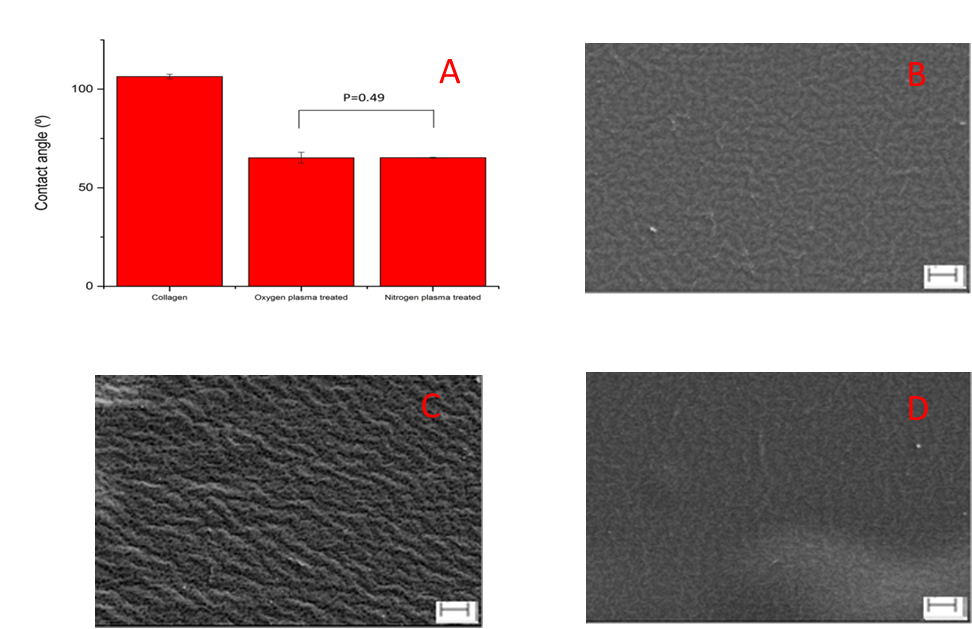 A
P=0.49
100
50
0
Contact angle (º)
Collagen
Oxygen plasma treated
Nitrogen plasma treated
B
C
D